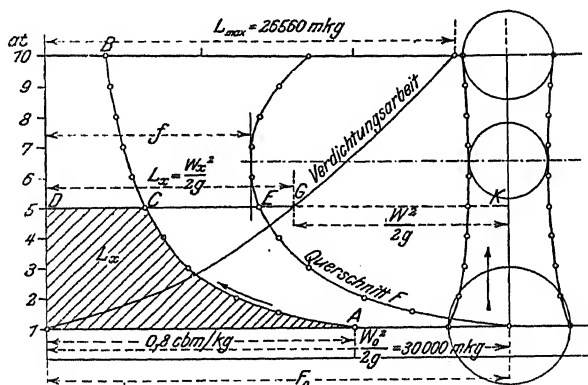 L_max = 26560 mkg
at
B
10
9
8
7
6
5
4
3
2
1
f
L_x = W_x²/2g
Verdichtungsarbeit
D
C
E
G
K
W²/2g
L_x
Querschnitt F
A
0,8 cbm/kg
W_0²/2g = 30000 mkg
F_0